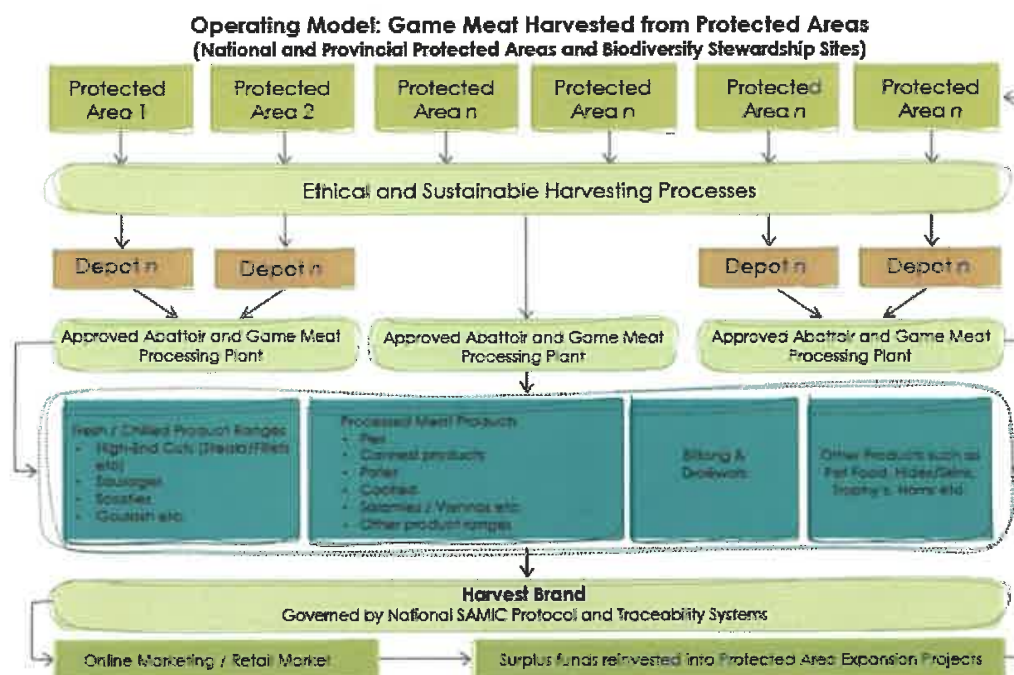 Operating Model: Game Meat Harvested from Protected Areas
(National and Provincial Protected Areas and Biodiversity Stewardship Sites)
Protected
Area 1
Protected
Area 2
Protected
Area n
Protected
Area n
Protected
Area n
Protected
Area n
Ethical and Sustainable Harvesting Processes
Depot n
Depot n
Depot n
Depot n
Approved Abattoir and Game Meat
Processing Plant
Approved Abattoir and Game Meat
Processing Plant
Approved Abattoir and Game Meat
Processing Plant
Fresh / Chilled Product Ranges
• High-End Cuts (Steaks/Fillets
etc)
• Sausages
• Sosaties
• Goulash etc.
Processed Meat Products
• Pies
• Canned products
• Patés
• Cooked
• Salamies / Viennas etc
• Other product ranges
Biltong &
Droëwors
Other Products such as
Pet Food, Hides/Skins,
Trophy's, Horns etc.
Harvest Brand
Governed by National SAMIC Protocol and Traceability Systems
Online Marketing / Retail Market
Surplus funds reinvested into Protected Area Expansion Projects